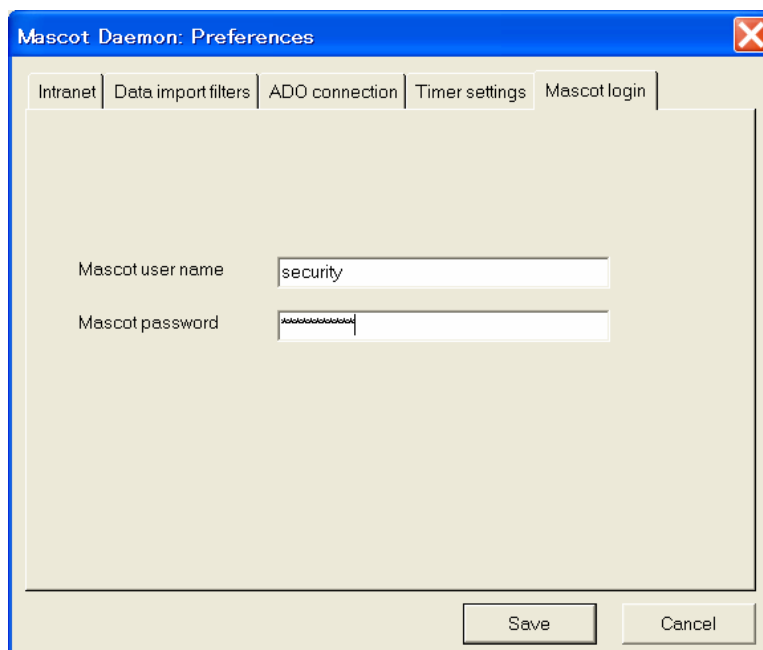 Mascot Daemon: Preferences
Intranet Data import filters ADO connection Timer settings Mascot login
Mascot user name security
Mascot password ************
Save Cancel